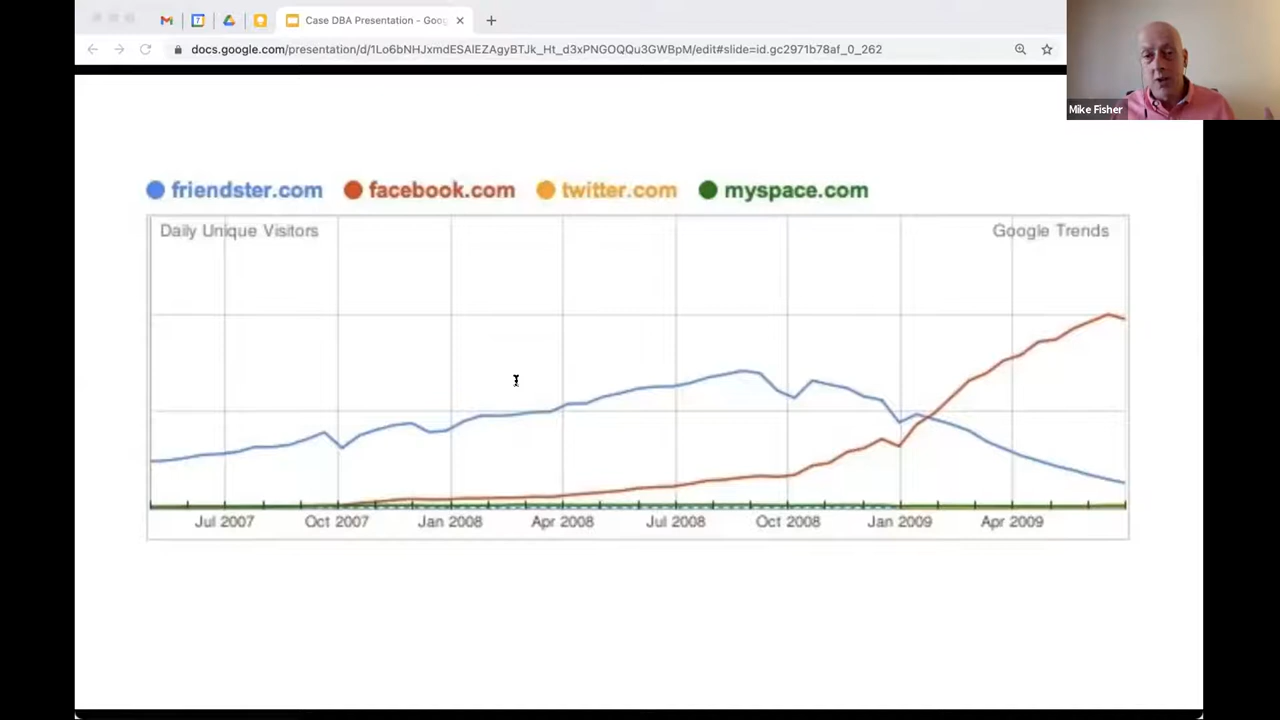 Case DBA Presentation - Goog
docs.google.com/presentation/d/1Lo6bNHJxmdESAlEZAgyBTJk_Ht_d3xPNGOQQu3GWBpM/edit#slide=id.gc2971b78af_0_262
Mike Fisher
friendster.com facebook.com twitter.com myspace.com
Daily Unique Visitors Google Trends
Jul 2007 Oct 2007 Jan 2008 Apr 2008 Jul 2008 Oct 2008 Jan 2009 Apr 2009